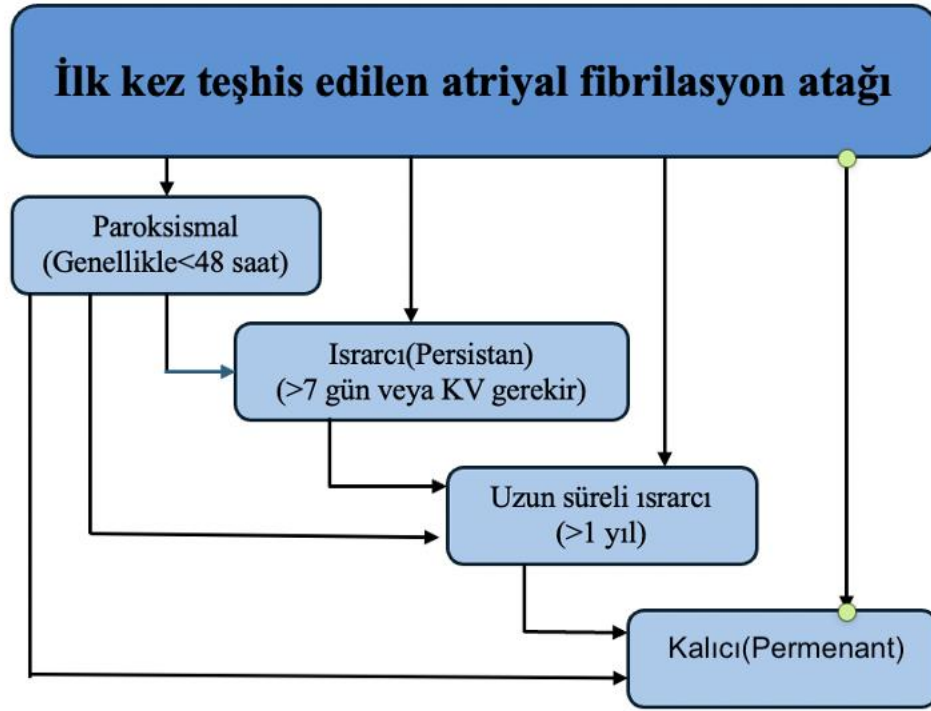 İlk kez teşhis edilen atriyal fibrilasyon atağı
Paroksismal
(Genellikle<48 saat)
Israrcı(Persistan)
(>7 gün veya KV gerekir)
Uzun süreli ısrarcı
(>1 yıl)
Kalıcı(Permenant)